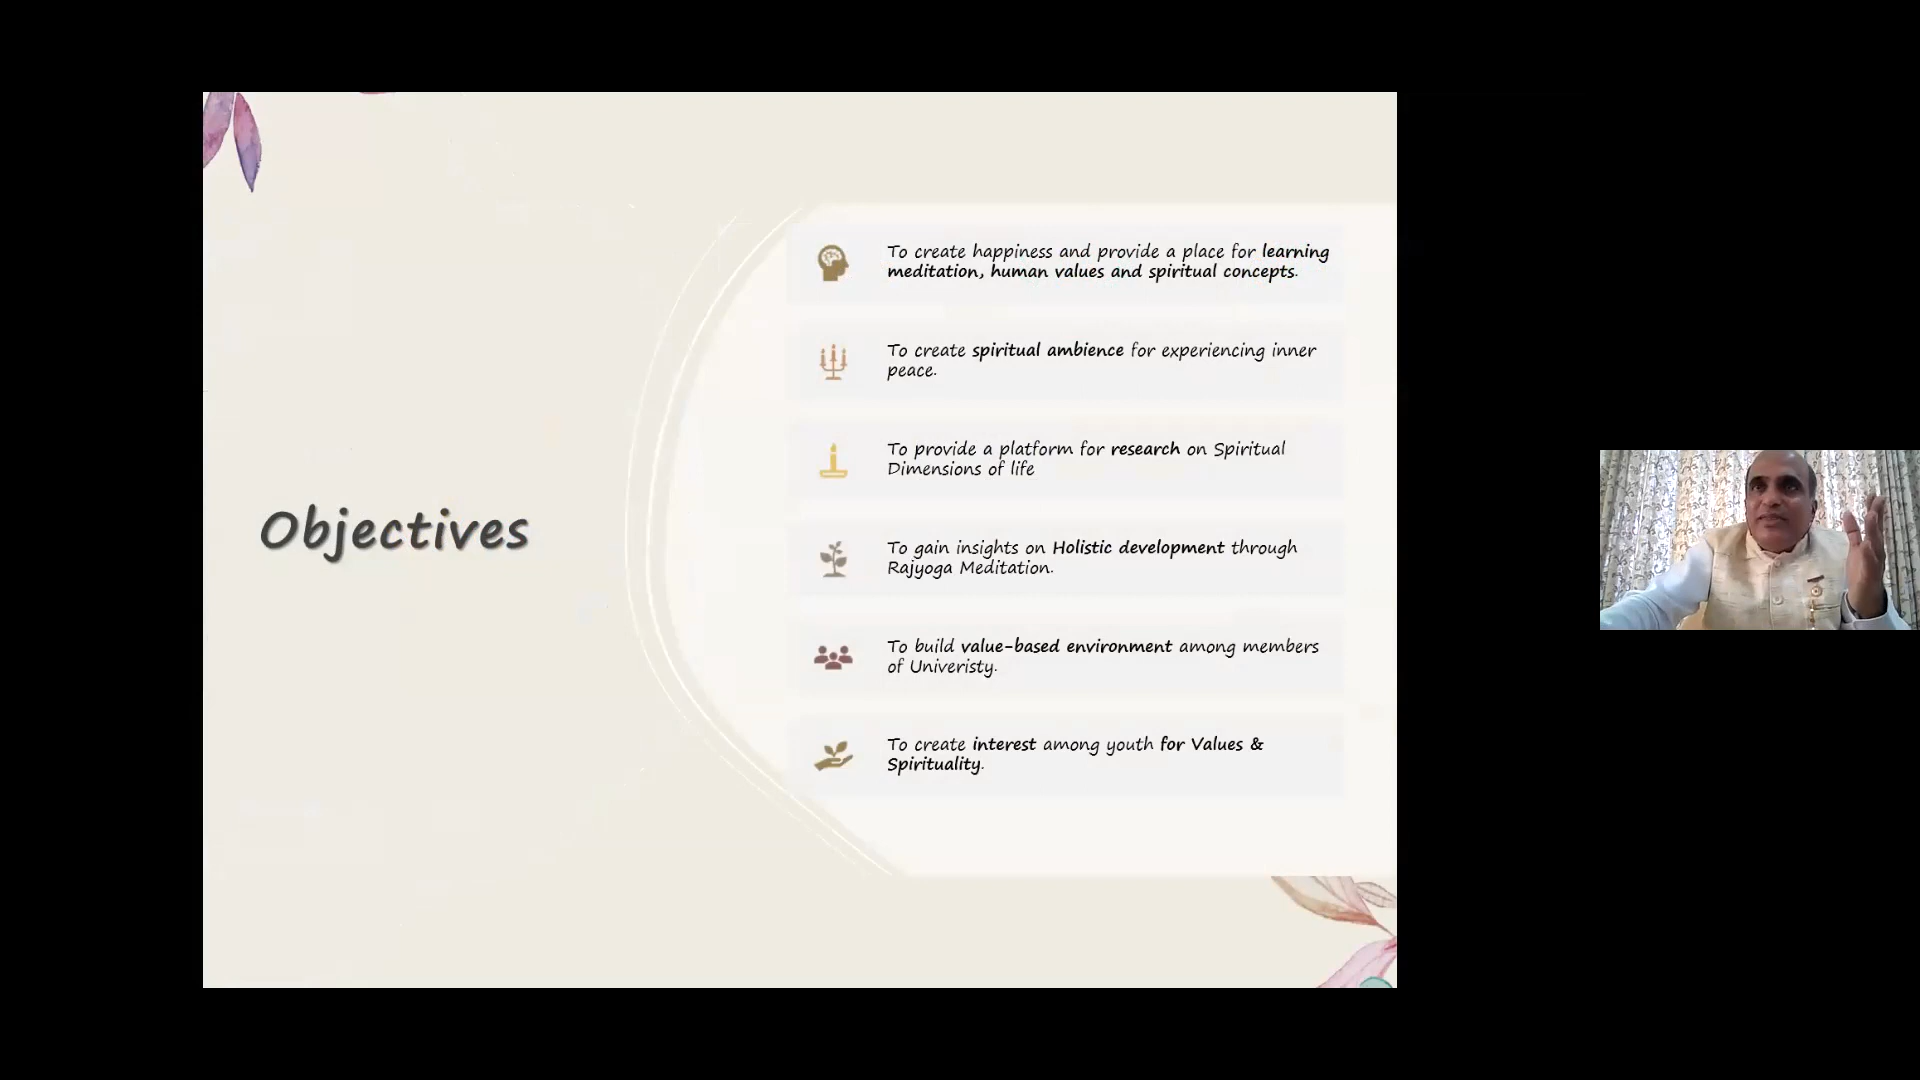 Objectives
To create happiness and provide a place for learning
meditation, human values and spiritual concepts.
To create spiritual ambience for experiencing inner
peace.
To provide a platform for research on Spiritual
Dimensions of life
To gain insights on Holistic development through
Rajyoga Meditation.
To build value-based environment among members
of Univeristy.
To create interest among youth for Values &
Spirituality.